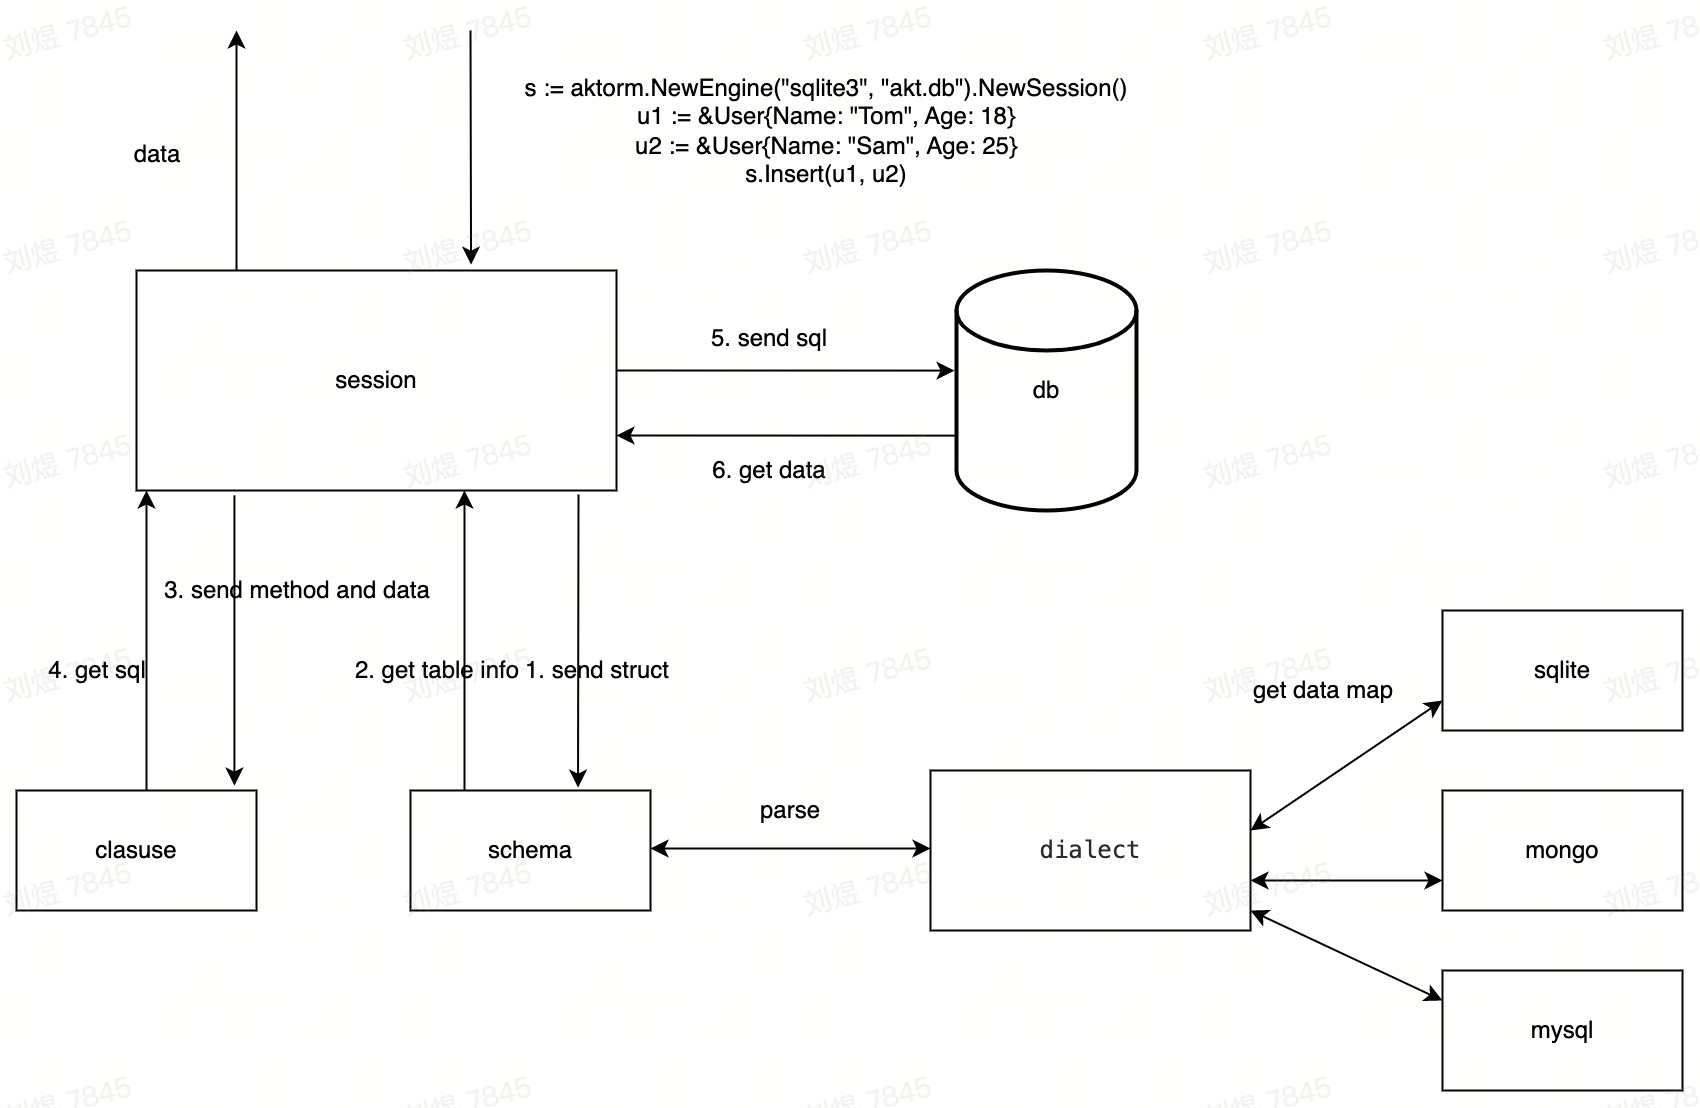 s := aktorm.NewEngine("sqlite3", "akt.db").NewSession()
u1 := &User{Name: "Tom", Age: 18}
u2 := &User{Name: "Sam", Age: 25}
s.Insert(u1, u2)
data
session
5. send sql
db
6. get data
3. send method and data
4. get sql
2. get table info
1. send struct
get data map
sqlite
parse
clasuse
schema
dialect
mongo
mysql
刘煜 7845